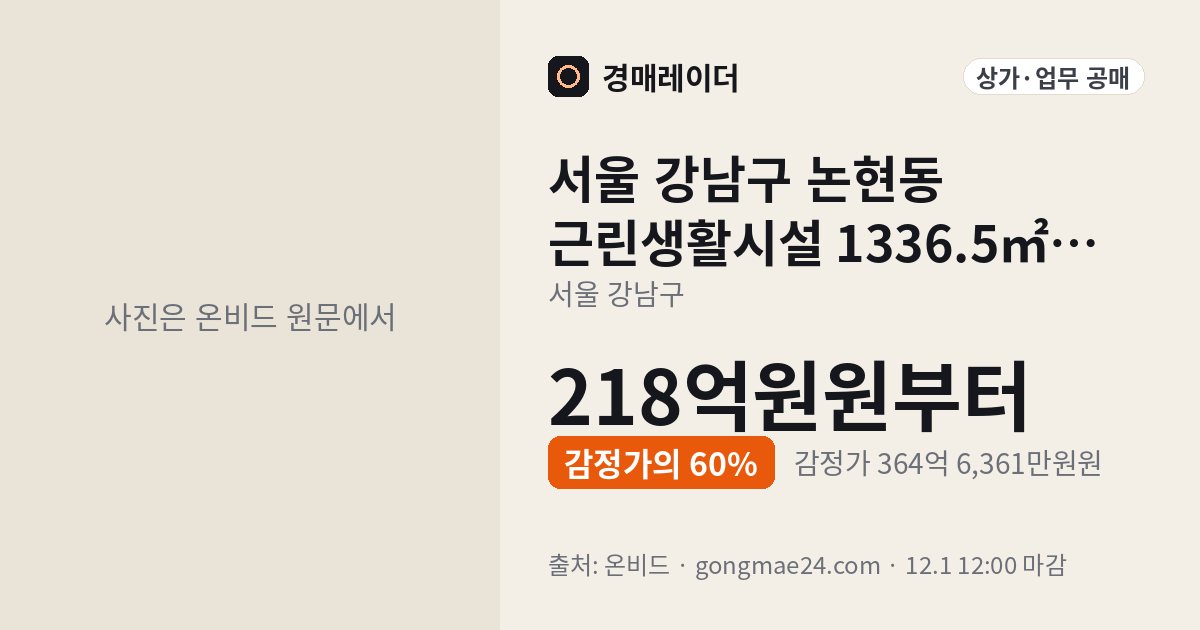 사진은 온비드 원문에서
경매레이더
상가·업무 공매
서울 강남구 논현동
근린생활시설 1336.5㎡…
서울 강남구
218억원원부터
감정가의 60%
감정가 364억 6,361만원원
출처: 온비드 · gongmae24.com · 12.1 12:00 마감